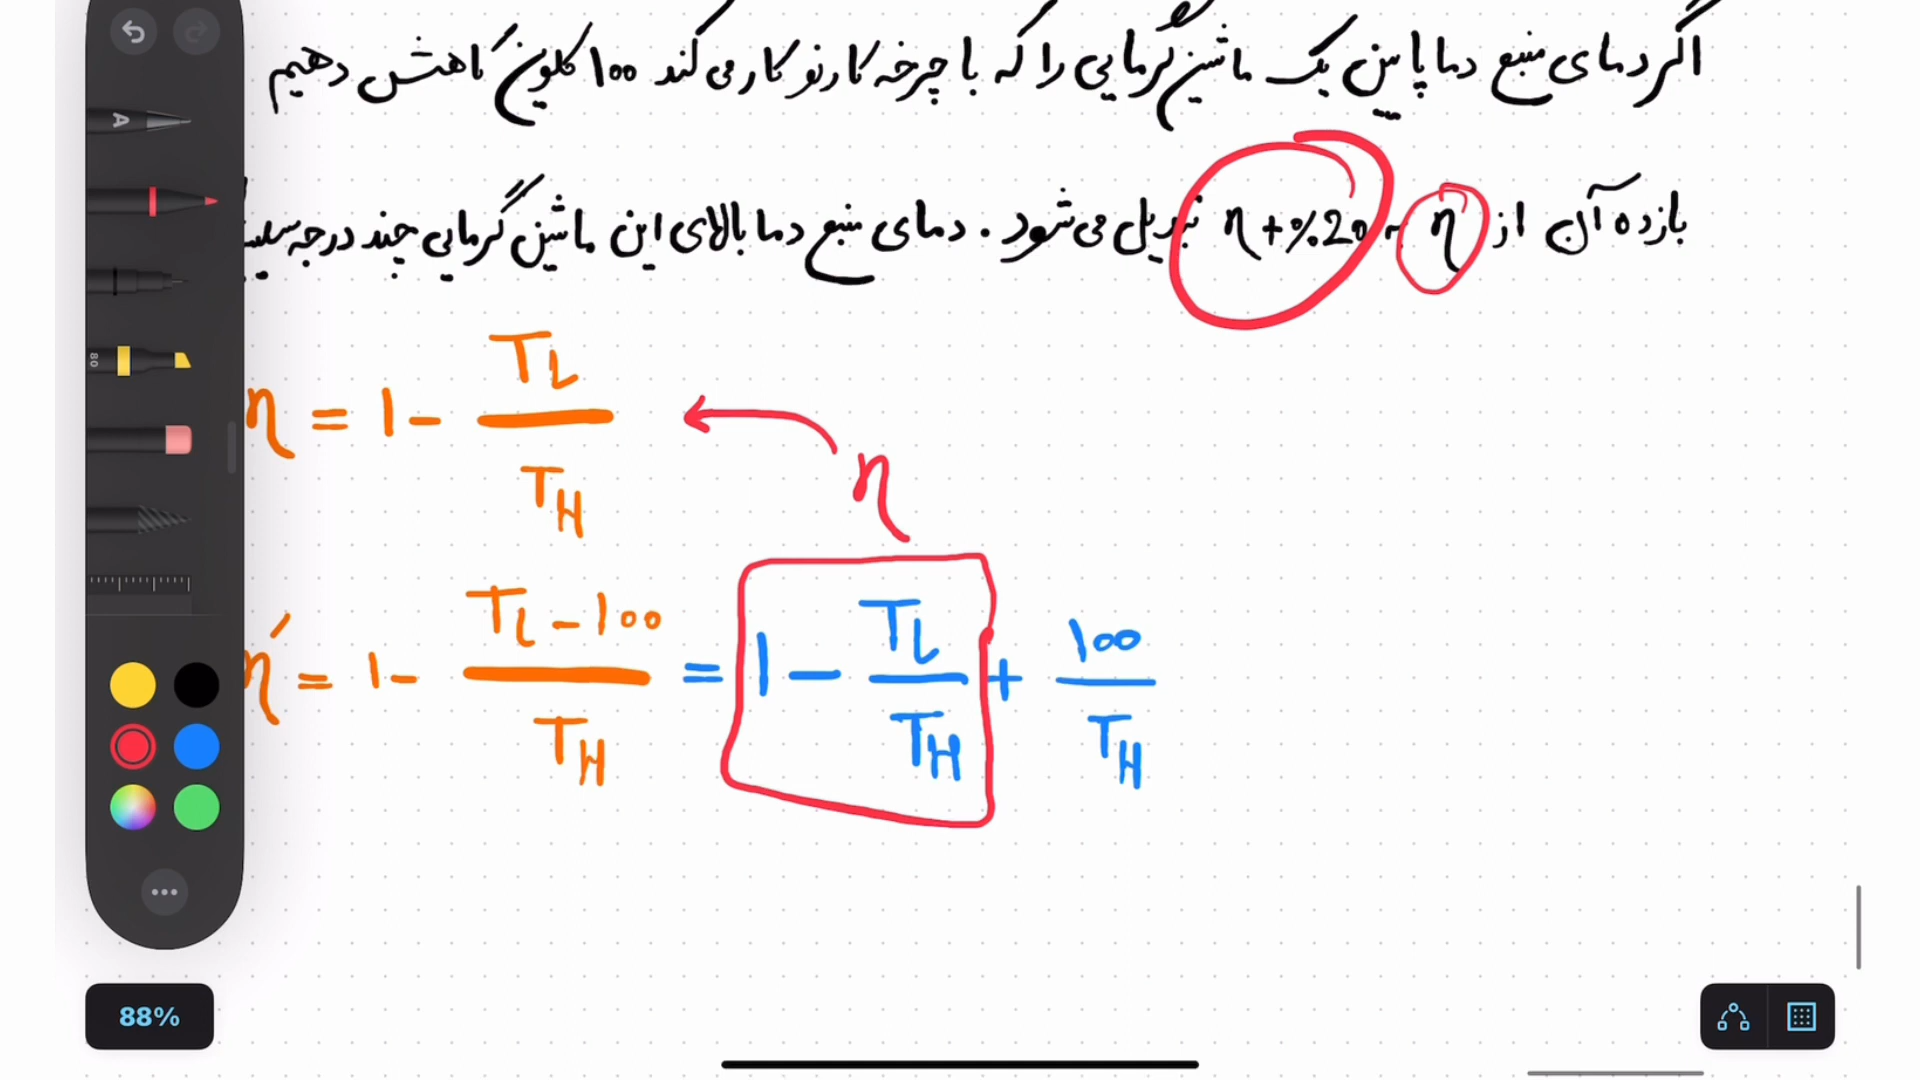 اگر دمای منبع دما پایین یک ماشین گرمایی را که با چرخه کارنو کار می کند ۱۰۰ کلوین کاهش دهیم
بازده آن از η به η+%20 تبدیل می شود . دمای منبع دما بالای این ماشین گرمایی چند درجه
η = 1 - TL / TH
η
η′ = 1 - (TL - 100) / TH = 1 - TL / TH + 100 / TH
80
88%